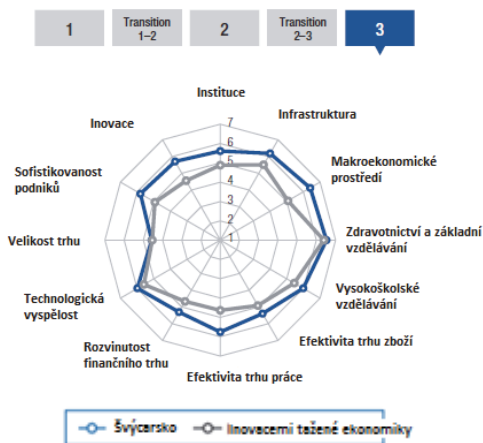 1
Transition
1–2
2
Transition
2–3
3
Instituce
Infrastruktura
Makroekonomické
prostředí
Zdravotnictví a základní
vzdělávání
Vysokoškolské
vzdělávání
Efektivita trhu zboží
Efektivita trhu práce
Rozvinutost
finančního trhu
Technologická
vyspělost
Velikost trhu
Sofistikovanost
podniků
Inovace
7
6
5
4
3
2
1
Švýcarsko
Iinovacemi tažené ekonomiky